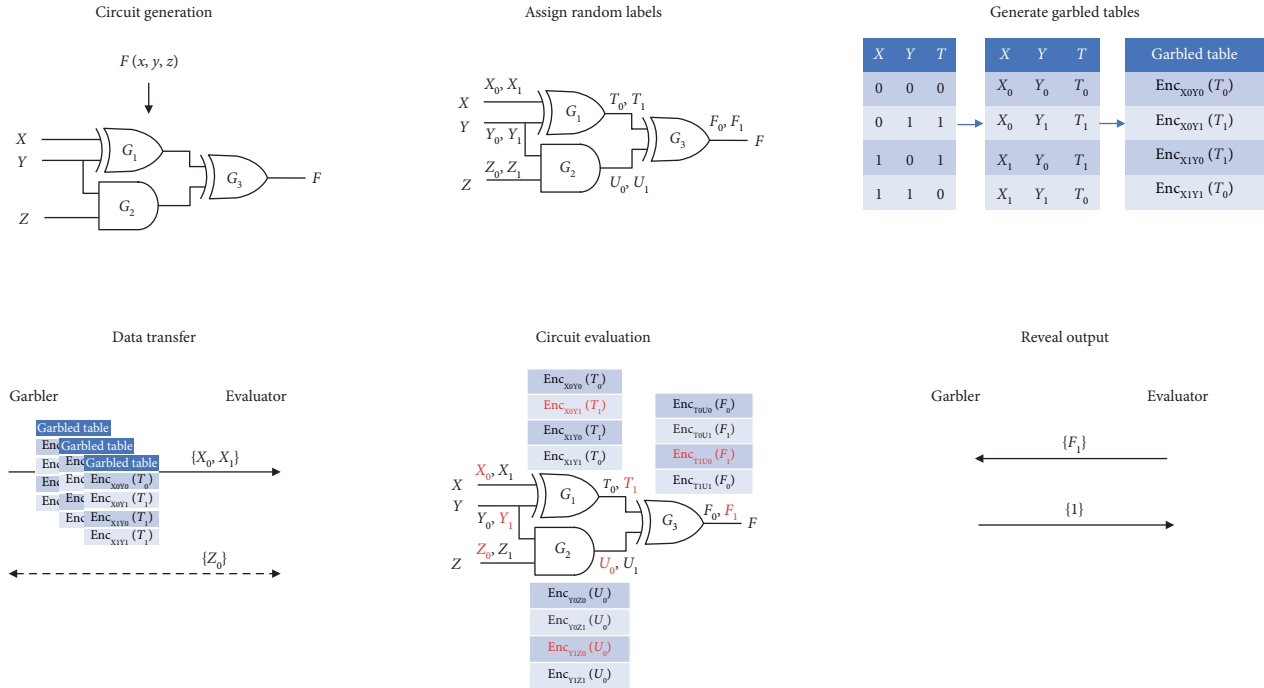 Circuit generation
F (x, y, z)
X
Y
Z
G1
G2
G3
F
Assign random labels
X0, X1
X
Y
Y0, Y1
Z0, Z1
Z
G1
G2
T0, T1
U0, U1
G3
F0, F1
F
Generate garbled tables
X Y T
0 0 0
0 1 1
1 0 1
1 1 0
X Y T
X0 Y0 T0
X0 Y1 T1
X1 Y0 T1
X1 Y1 T0
Garbled table
EncX0Y0 (T0)
EncX0Y1 (T1)
EncX1Y0 (T1)
EncX1Y1 (T0)
Data transfer
Garbler Evaluator
Garbled table
Enc
Enc
Garbled table
Enc
Enc
Garbled table
EncX0Y0 (T0)
EncX0Y1 (T1)
EncX1Y0 (T1)
EncX1Y1 (T1)
{X0, X1}
{Z0}
Circuit evaluation
EncX0Y0 (T0)
EncX0Y1 (T1)
EncX1Y0 (T1)
EncX1Y1 (T0)
EncT0U0 (F0)
EncT0U1 (F1)
EncT1U0 (F1)
EncT1U1 (F0)
X0, X1
X
Y
Y0, Y1
Z0, Z1
Z
G1
G2
T0, T1
U0, U1
G3
F0, F1
F
EncY0Z0 (U0)
EncY0Z1 (U0)
EncY1Z0 (U0)
EncY1Z1 (U0)
Reveal output
Garbler Evaluator
{F1}
{1}